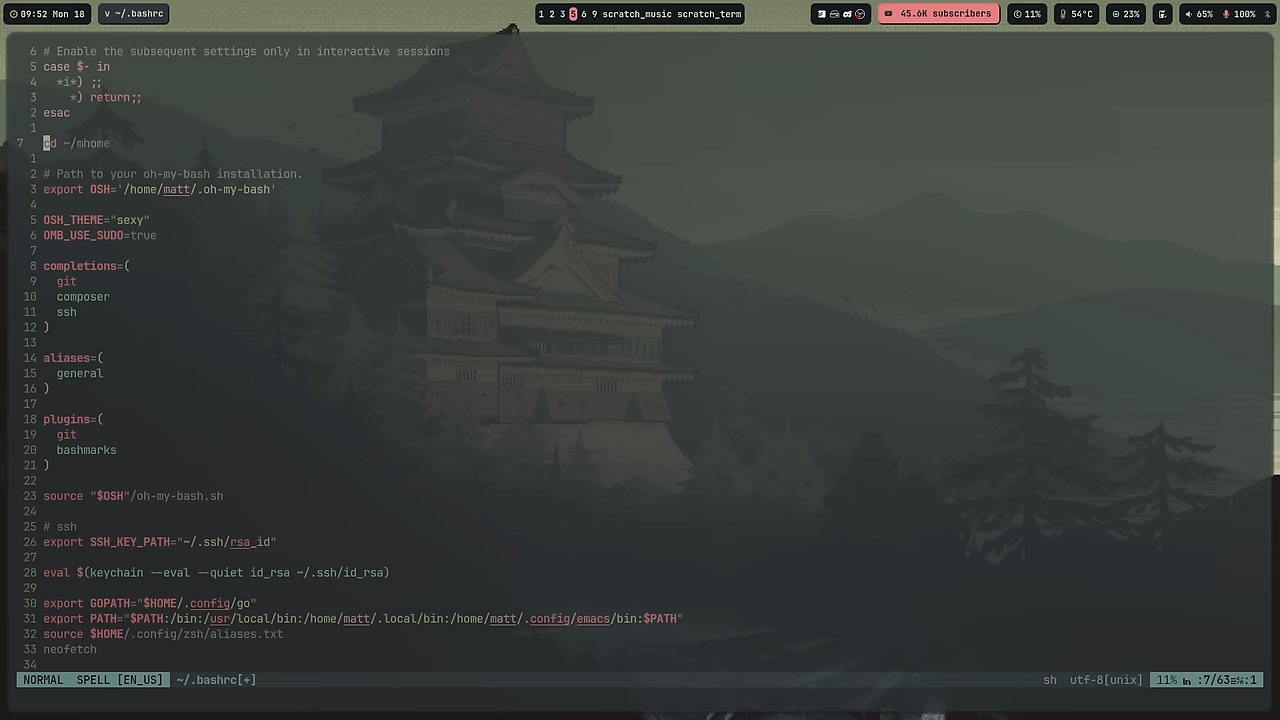 09:52 Mon 18
v ~/.bashrc
1 2 3 5 6 9 scratch_music scratch_term
45.6K subscribers
11%
54°C
23%
65%
100%
6 # Enable the subsequent settings only in interactive sessions
5 case $- in
4   *i*) ;;
3     *) return;;
2 esac
1
7 cd ~/mhome
1
2 # Path to your oh-my-bash installation.
3 export OSH='/home/matt/.oh-my-bash'
4
5 OSH_THEME="sexy"
6 OMB_USE_SUDO=true
7
8 completions=(
9   git
10   composer
11   ssh
12 )
13
14 aliases=(
15   general
16 )
17
18 plugins=(
19   git
20   bashmarks
21 )
22
23 source "$OSH"/oh-my-bash.sh
24
25 # ssh
26 export SSH_KEY_PATH="~/.ssh/rsa_id"
27
28 eval $(keychain --eval --quiet id_rsa ~/.ssh/id_rsa)
29
30 export GOPATH="$HOME/.config/go"
31 export PATH="$PATH:/bin:/usr/local/bin:/home/matt/.local/bin:/home/matt/.config/emacs/bin:$PATH"
32 source $HOME/.config/zsh/aliases.txt
33 neofetch
34
NORMAL  SPELL [EN_US]  ~/.bashrc[+]  sh  utf-8[unix]  11% ㏑ :7/63≡℅:1